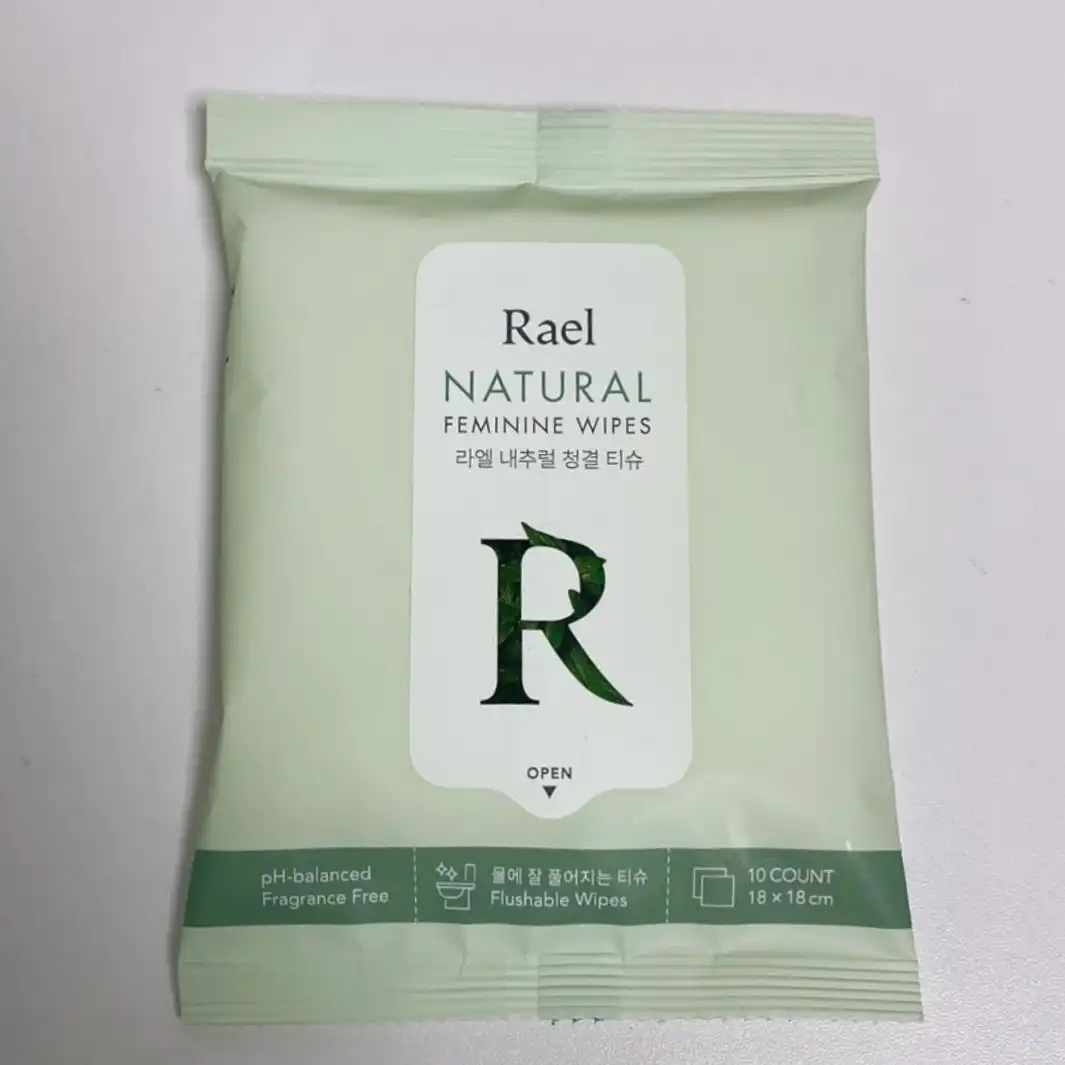 Rael
NATURAL
FEMININE WIPES
라엘 내추럴 청결 티슈
R
OPEN
pH-balanced
Fragrance Free
물에 잘 풀어지는 티슈
Flushable Wipes
10 COUNT
18 × 18 cm